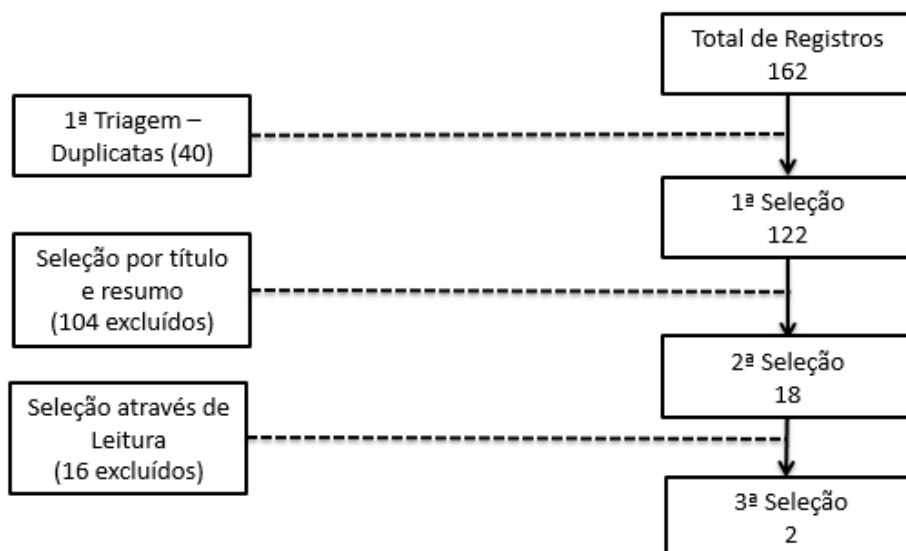 Total de Registros
162
1ª Triagem –
Duplicatas (40)
1ª Seleção
122
Seleção por título
e resumo
(104 excluídos)
2ª Seleção
18
Seleção através de
Leitura
(16 excluídos)
3ª Seleção
2